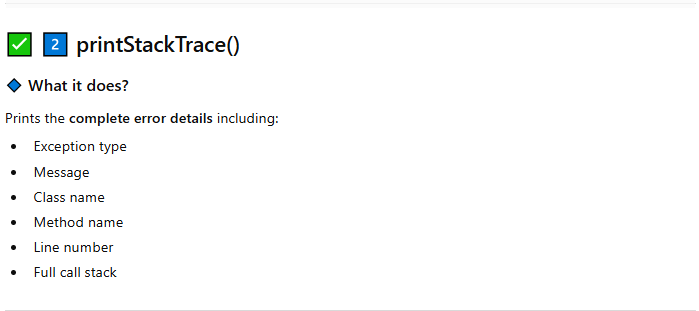 ✅ 2️⃣ printStackTrace()
🔷 What it does?
Prints the complete error details including:
• Exception type
• Message
• Class name
• Method name
• Line number
• Full call stack